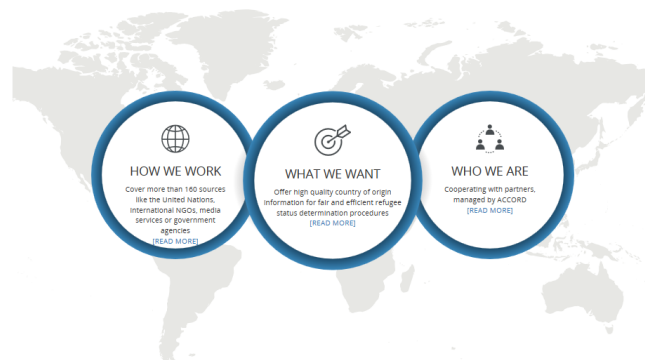 HOW WE WORK
Cover more than 160 sources
like the United Nations,
International NGOs, media
services or government
agencies
[READ MORE]
WHAT WE WANT
Offer high quality country of origin
information for fair and efficient refugee
status determination procedures
[READ MORE]
WHO WE ARE
Cooperating with partners,
managed by ACCORD
[READ MORE]